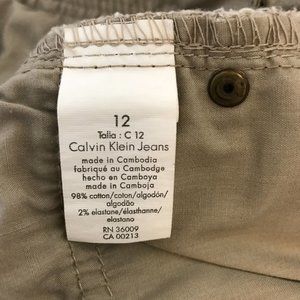 12
Talla : C 12
Calvin Klein Jeans
made in Cambodia
fabriqué au Cambodge
hecho en Camboya
made in Camboja
98% cotton/coton/algodón/
algodão
2% elastane/élasthanne/
elastano
RN 36009
CA 00213